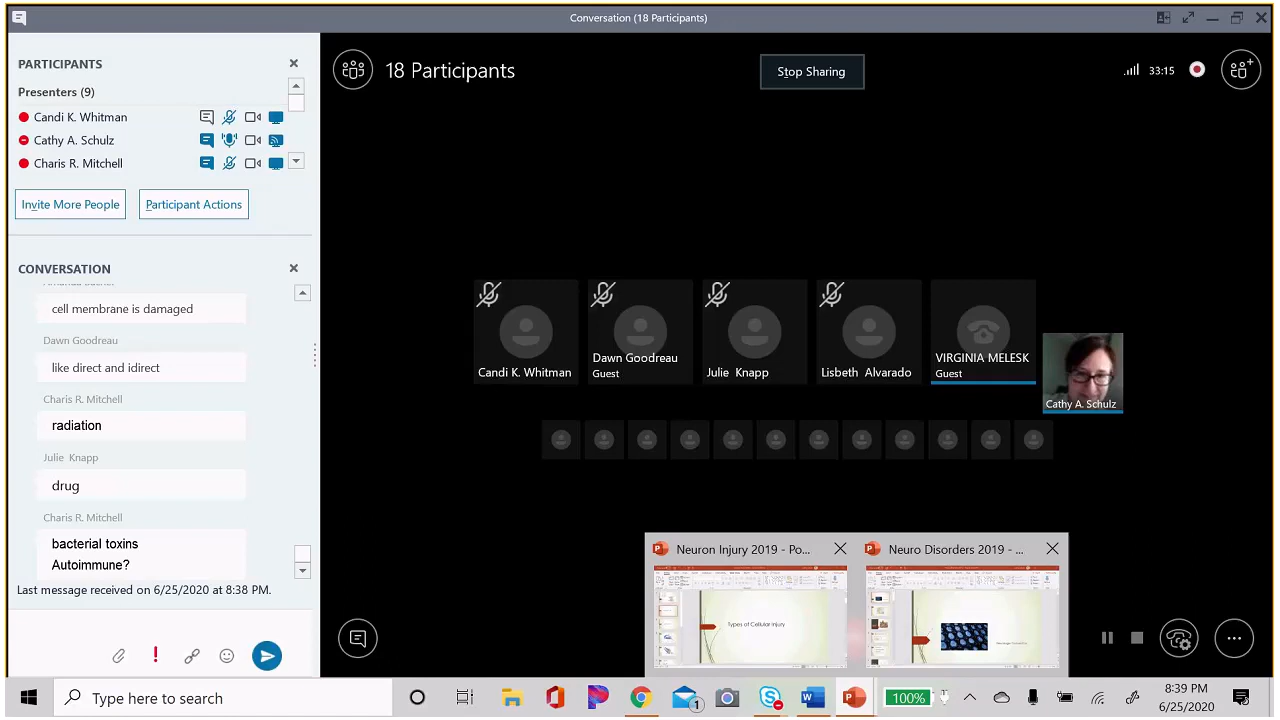 Conversation (18 Participants)
PARTICIPANTS
Presenters (9)
Candi K. Whitman
Cathy A. Schulz
Charis R. Mitchell
Invite More People
Participant Actions
CONVERSATION
cell membrane is damaged
Dawn Goodreau
like direct and idirect
Charis R. Mitchell
radiation
Julie Knapp
drug
Charis R. Mitchell
bacterial toxins
Autoimmune?
Last message received on 6/25/2020 at 8:38 PM.
18 Participants
Stop Sharing
33:15
Candi K. Whitman
Dawn Goodreau
Guest
Julie Knapp
Lisbeth Alvarado
VIRGINIA MELESK
Guest
Cathy A. Schulz
Neuron Injury 2019 - Po...
Neuro Disorders 2019 - ...
Types of Cellular Injury
Type here to search
1
100%
8:39 PM
6/25/2020